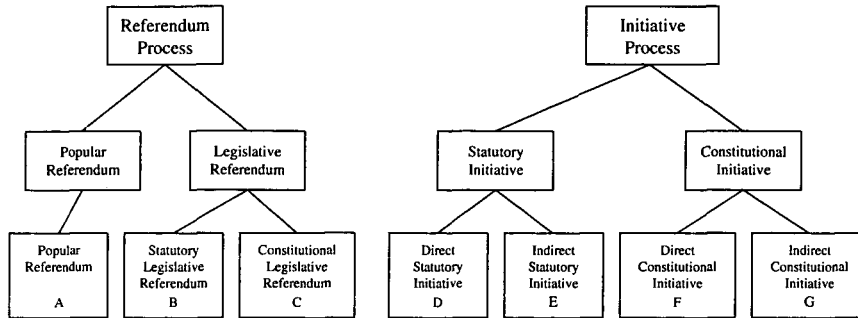 Referendum
Process
Initiative
Process
Popular
Referendum
Legislative
Referendum
Statutory
Initiative
Constitutional
Initiative
Popular
Referendum
A
Statutory
Legislative
Referendum
B
Constitutional
Legislative
Referendum
C
Direct
Statutory
Initiative
D
Indirect
Statutory
Initiative
E
Direct
Constitutional
Initiative
F
Indirect
Constitutional
Initiative
G